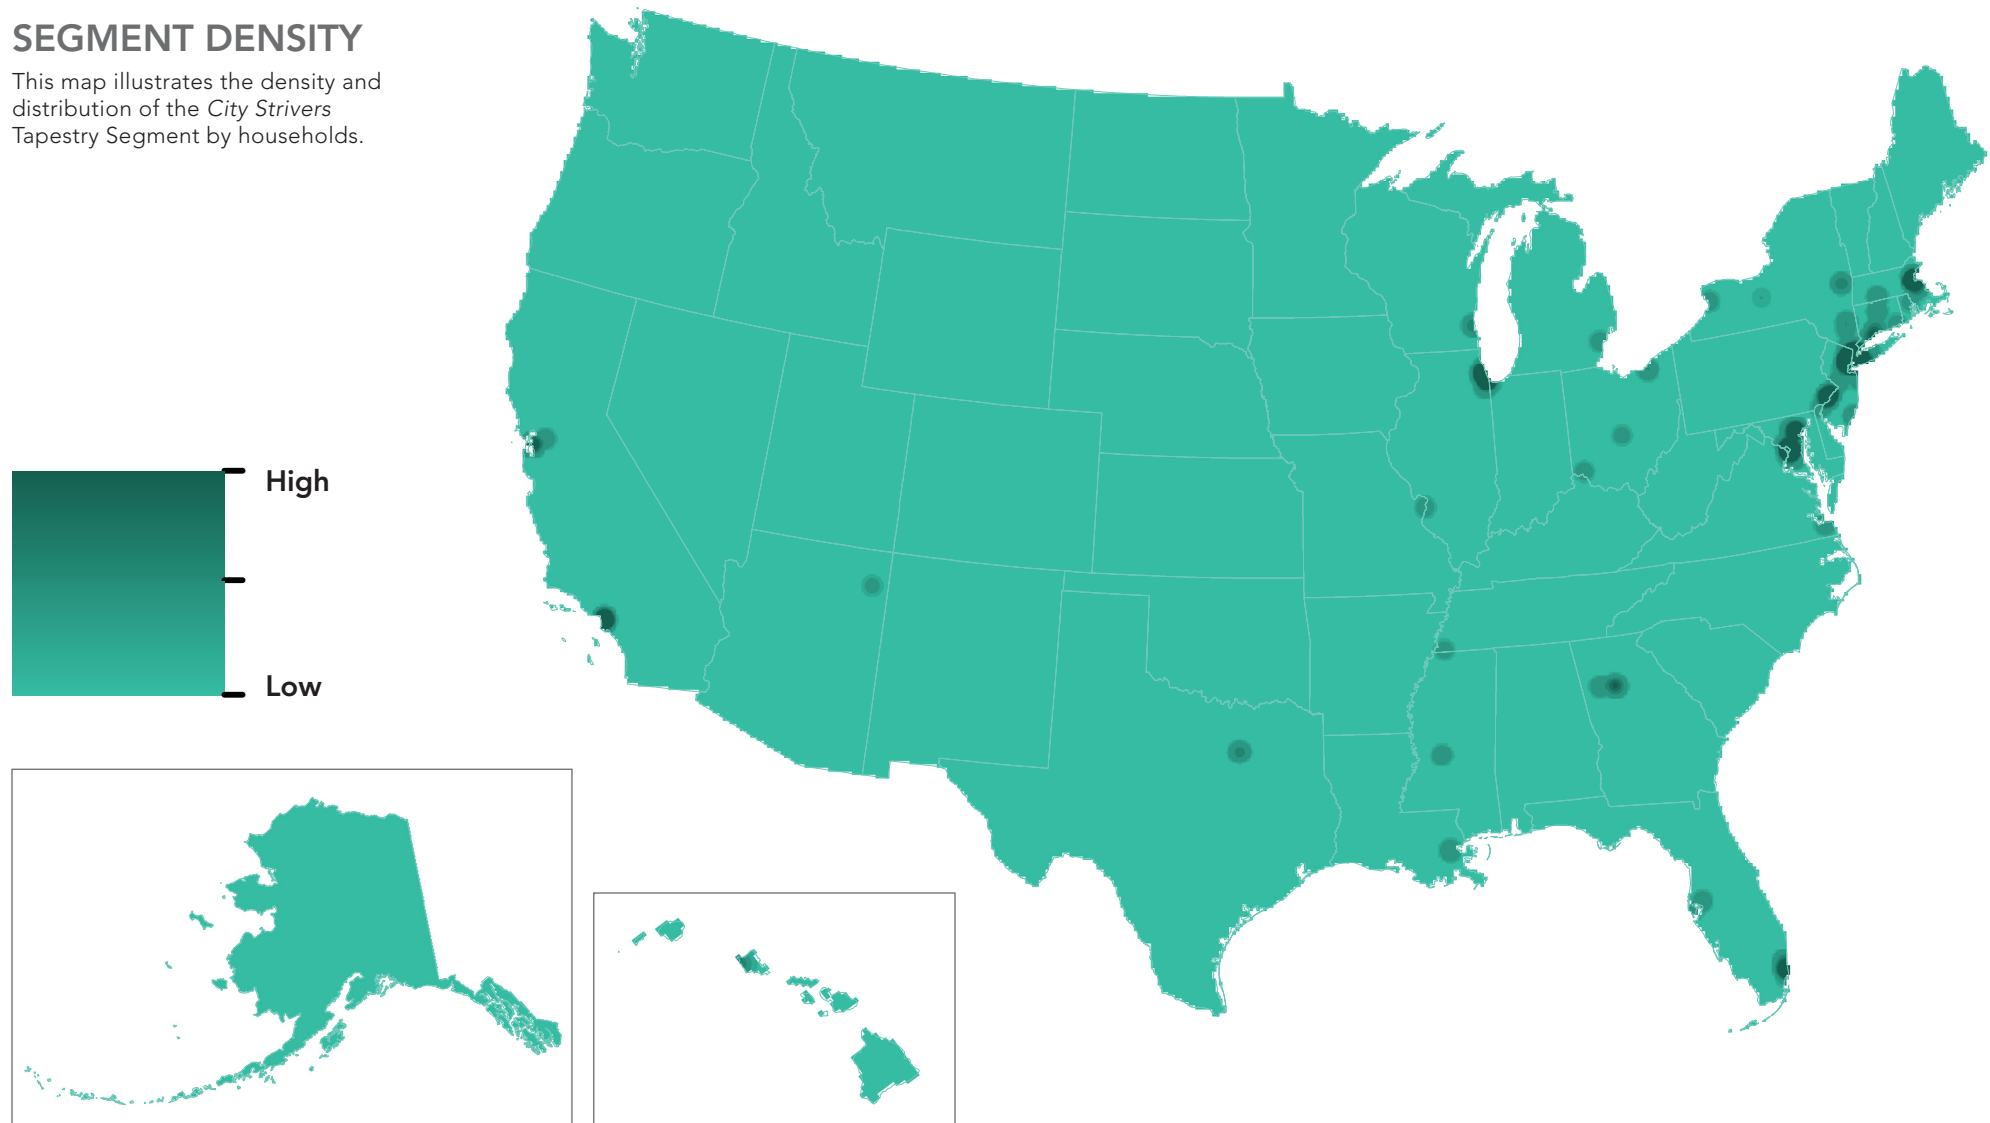 SEGMENT DENSITY
This map illustrates the density and
distribution of the City Strivers
Tapestry Segment by households.
High
Low